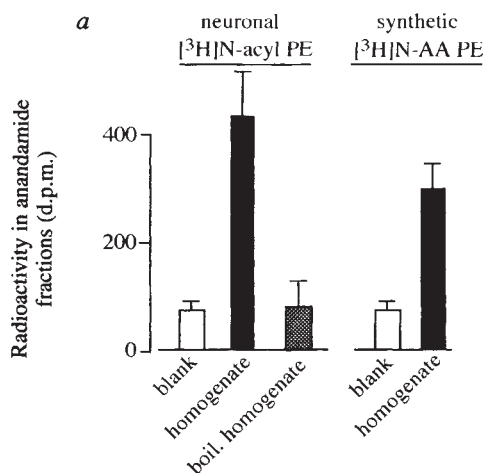 a
neuronal
[³H]N-acyl PE
synthetic
[³H]N-AA PE
Radioactivity in anandamide
fractions (d.p.m.)
400
200
0
blank
homogenate
boil. homogenate
blank
homogenate